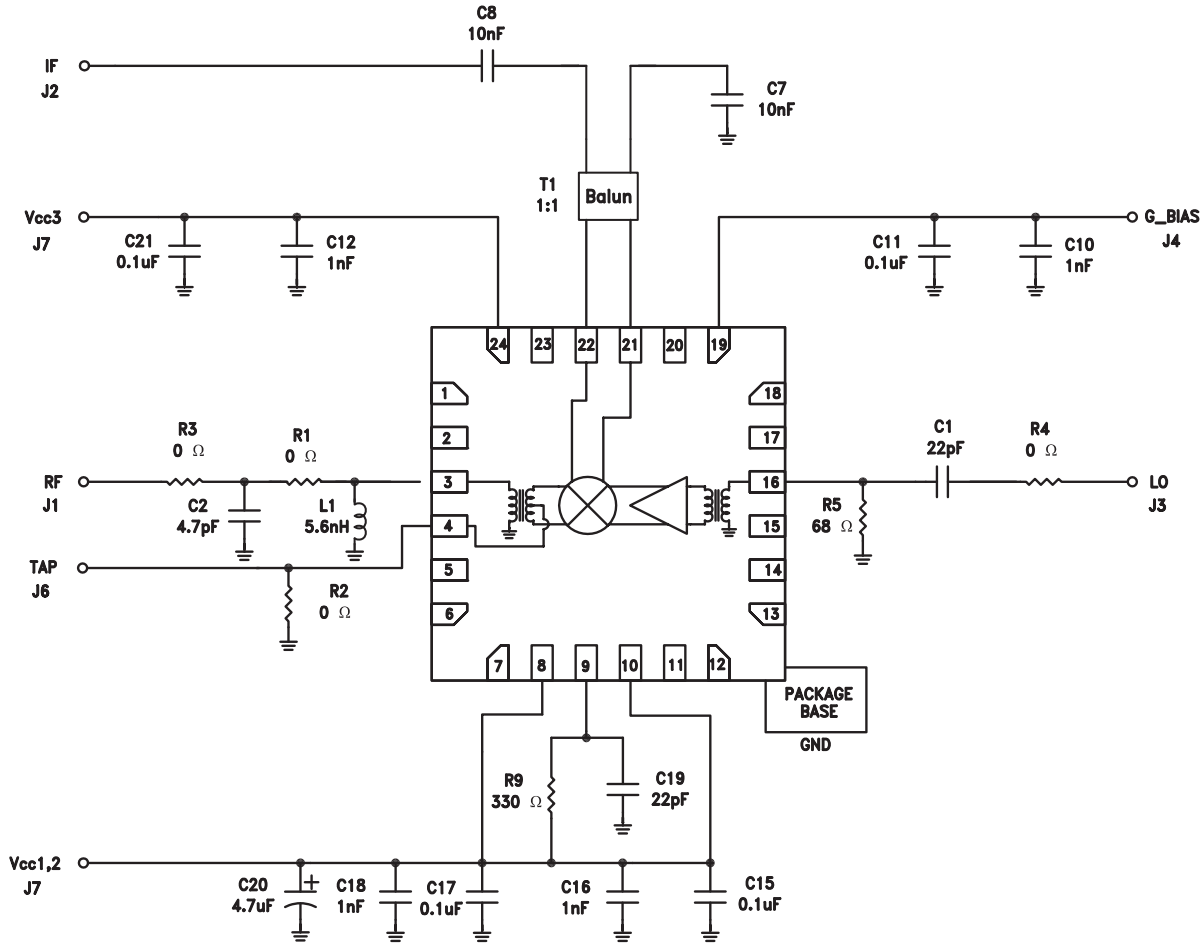 C8
10nF
IF
J2
C7
10nF
T1
1:1
Balun
Vcc3
J7
C21
0.1uF
C12
1nF
C11
0.1uF
C10
1nF
G_BIAS
J4
24
23
22
21
20
19
1
2
3
4
5
6
18
17
16
15
14
13
7
8
9
10
11
12
R3
0 Ω
R1
0 Ω
RF
J1
C2
4.7pF
L1
5.6nH
TAP
J6
R2
0 Ω
C1
22pF
R4
0 Ω
LO
J3
R5
68 Ω
PACKAGE
BASE
GND
R9
330 Ω
C19
22pF
Vcc1,2
J7
C20
4.7uF
+
C18
1nF
C17
0.1uF
C16
1nF
C15
0.1uF